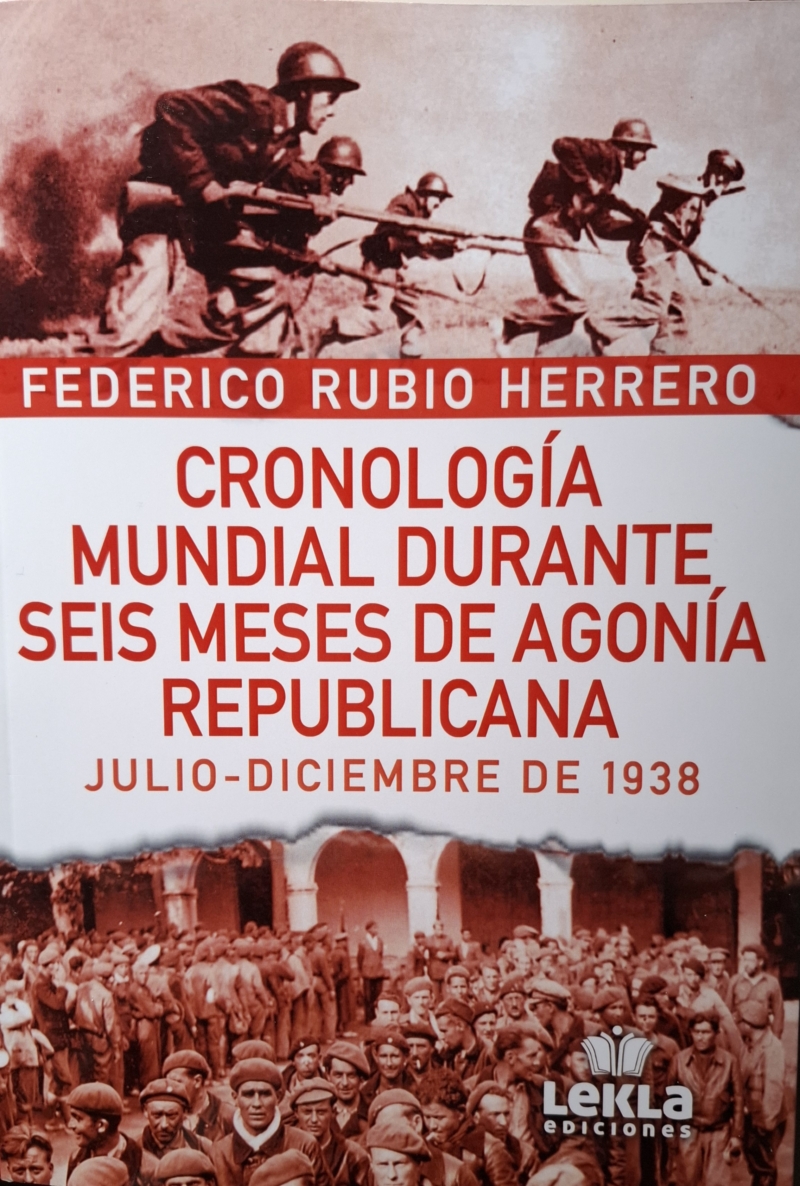 FEDERICO RUBIO HERRERO
CRONOLOGÍA
MUNDIAL DURANTE
SEIS MESES DE AGONÍA
REPUBLICANA
JULIO-DICIEMBRE DE 1938
LEKLA
EDICIONES